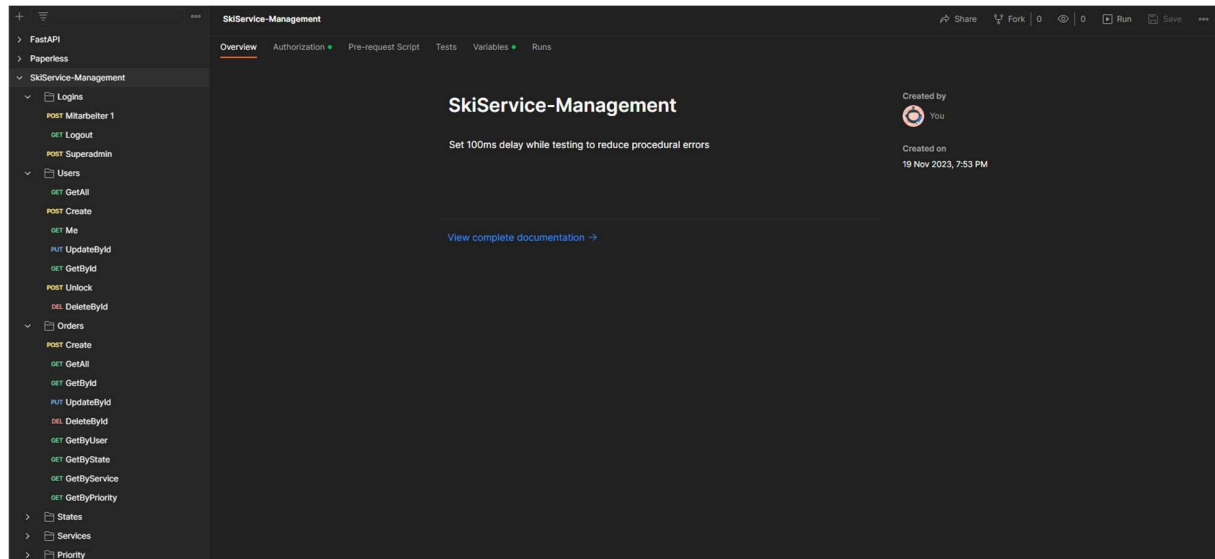 SkiService-Management
Share
Fork
0
0
Run
Save
FastAPI
Paperless
SkiService-Management
Logins
POST Mitarbeiter 1
GET Logout
POST Superadmin
Users
GET GetAll
POST Create
GET Me
PUT UpdateById
GET GetById
POST Unlock
DEL DeleteById
Orders
POST Create
GET GetAll
GET GetById
PUT UpdateById
DEL DeleteById
GET GetByUser
GET GetByState
GET GetByService
GET GetByPriority
States
Services
Priority
Overview
Authorization
Pre-request Script
Tests
Variables
Runs
SkiService-Management
Set 100ms delay while testing to reduce procedural errors
View complete documentation →
Created by
You
Created on
19 Nov 2023, 7:53 PM